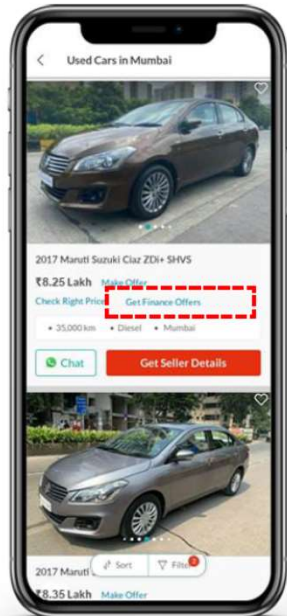 Used Cars in Mumbai
2017 Maruti Suzuki Ciaz ZDi+ SHVS
₹8.25 Lakh Make Offer
Check Right Price Get Finance Offers
• 35,000 km • Diesel • Mumbai
Chat Get Seller Details
2017 Maruti
Sort Filter 2
₹8.35 Lakh Make Offer